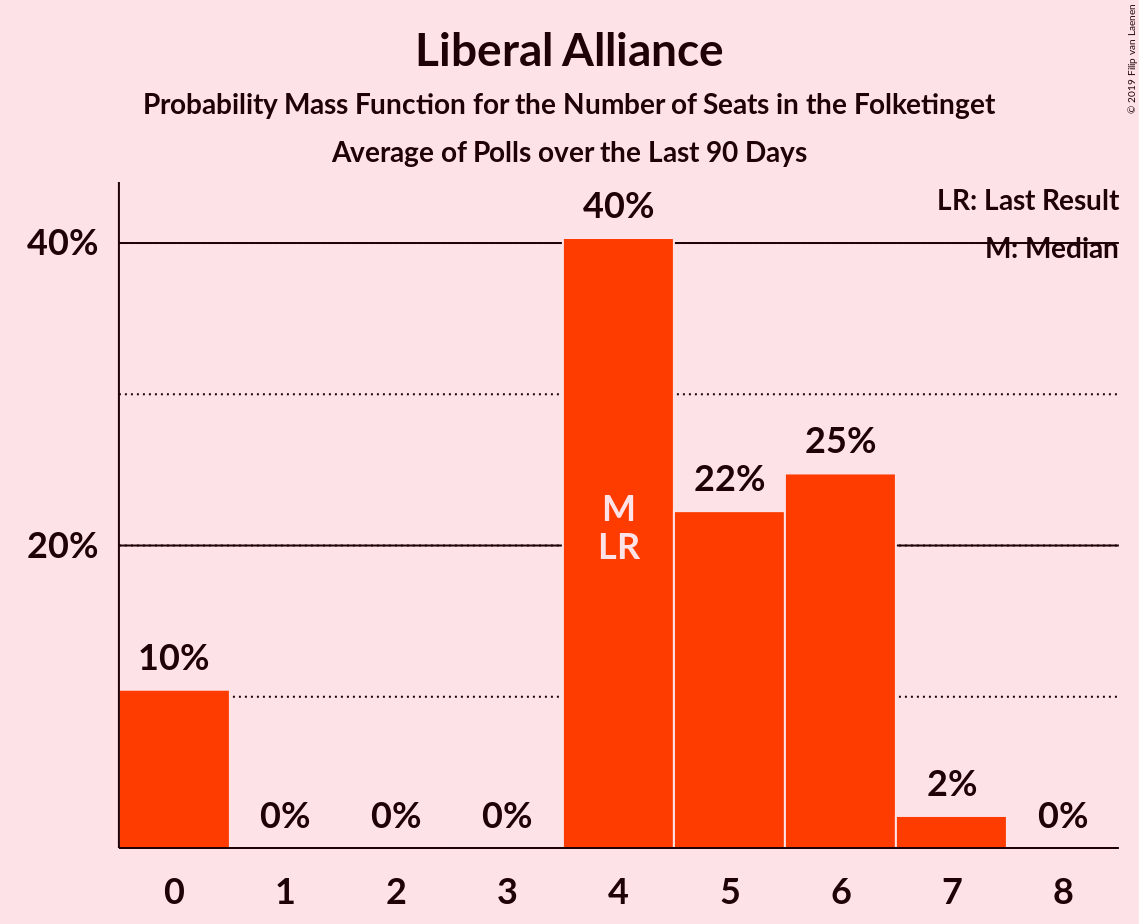 Liberal Alliance
Probability Mass Function for the Number of Seats in the Folketinget
Average of Polls over the Last 90 Days
© 2019 Filip van Laenen
LR: Last Result
M: Median
40%
20%
10%
0%
0%
0%
40%
22%
25%
2%
0%
M
LR
0
1
2
3
4
5
6
7
8